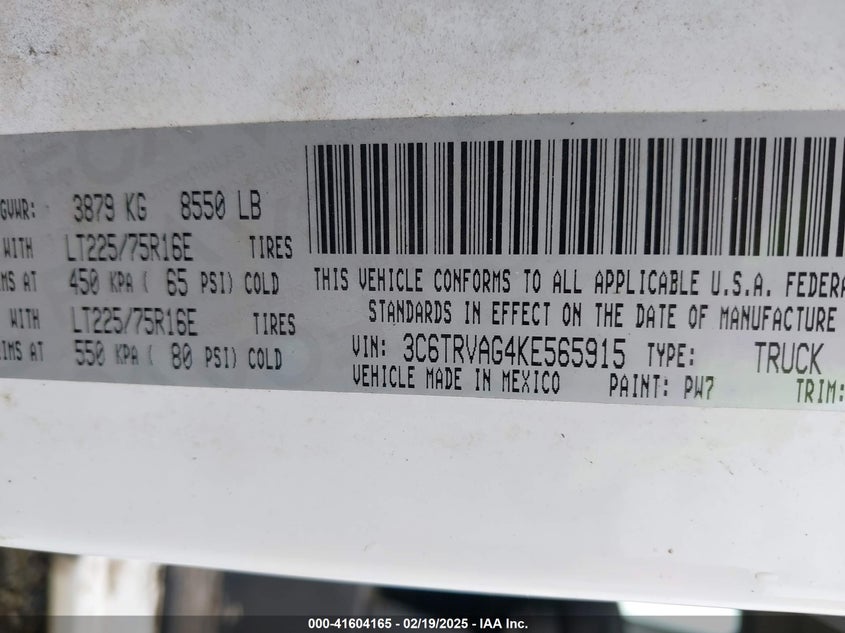 GVWR: 3879 KG 8550 LB
WITH LT225/75R16E TIRES
IMS AT 450 KPA ( 65 PSI) COLD
WITH LT225/75R16E TIRES
RIMS AT 550 KPA ( 80 PSI) COLD
THIS VEHICLE CONFORMS TO ALL APPLICABLE U.S.A. FEDERA
STANDARDS IN EFFECT ON THE DATE OF MANUFACTURE
VIN: 3C6TRVAG4KE565915 TYPE: TRUCK
VEHICLE MADE IN MEXICO PAINT: PW7 TRIM:
000-41604165 - 02/19/2025 - IAA Inc.